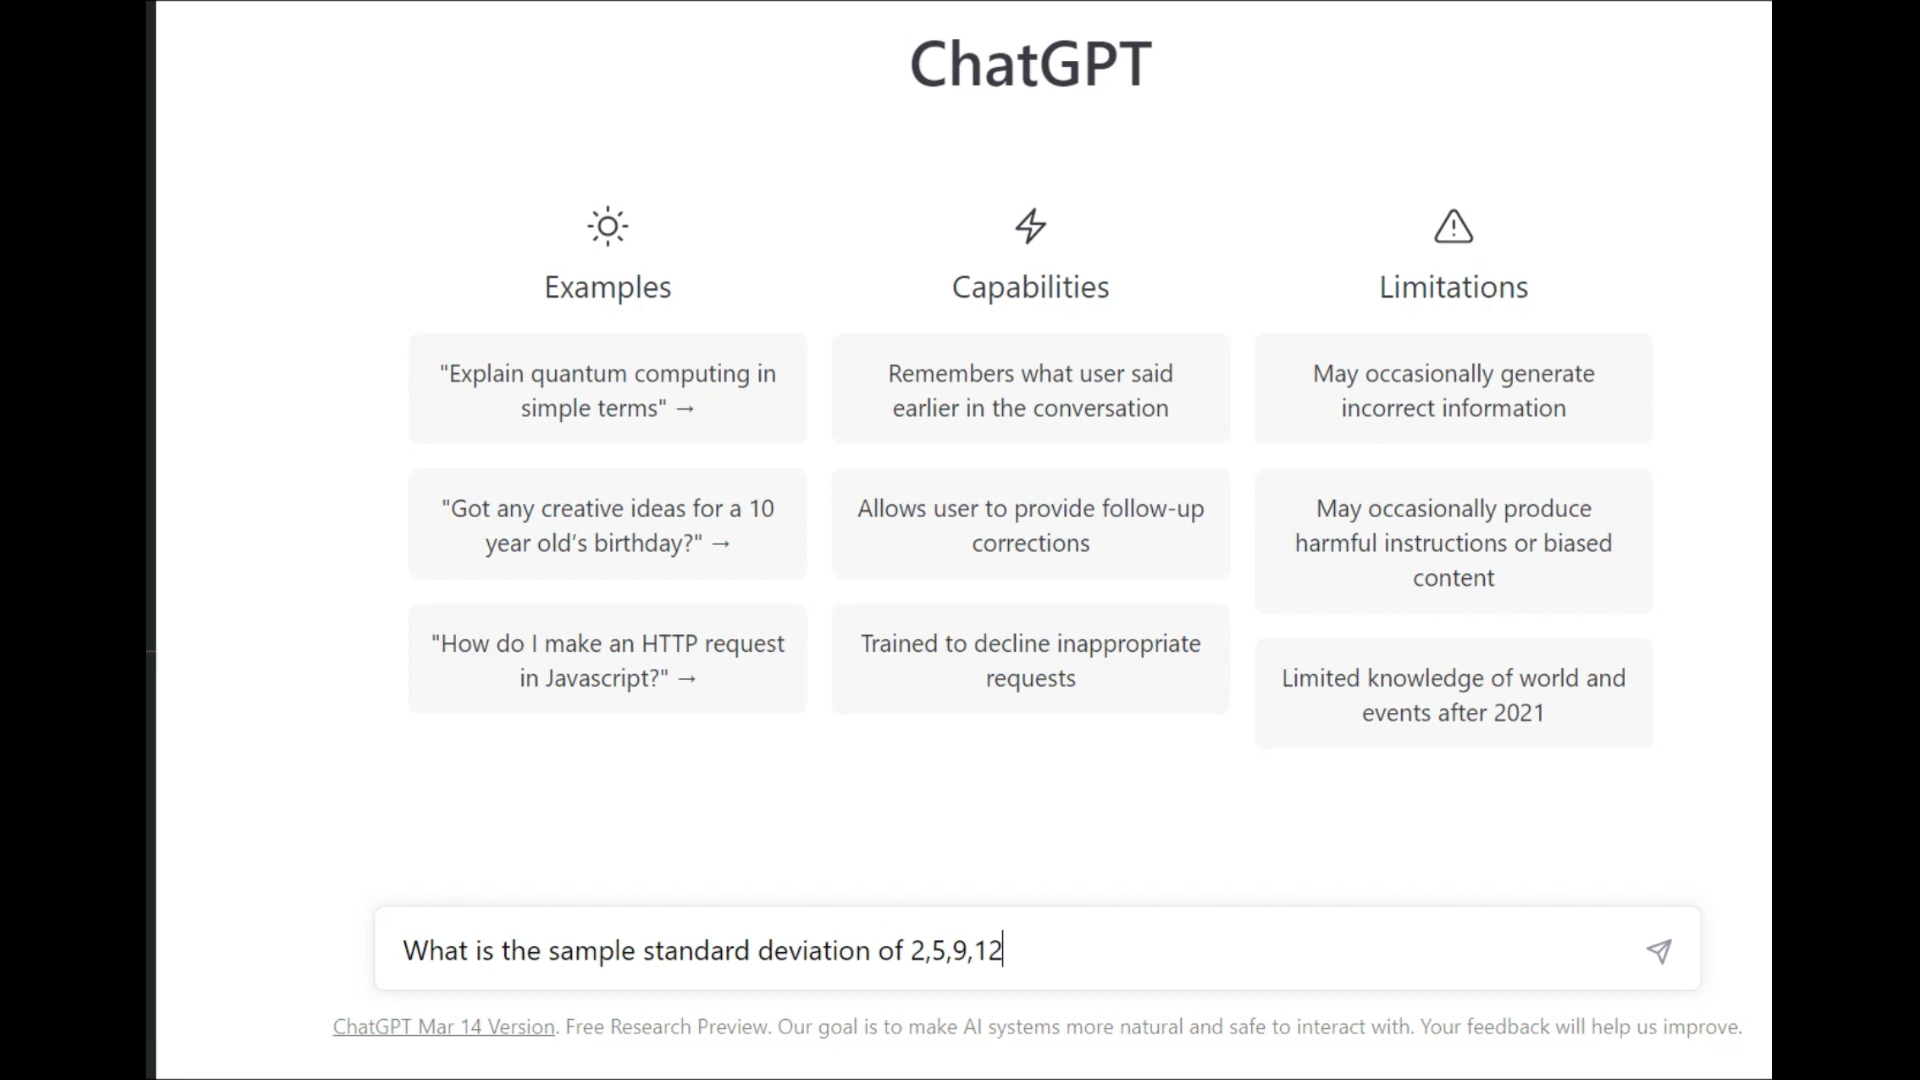 ChatGPT
Examples
Capabilities
Limitations
"Explain quantum computing in
simple terms" →
Remembers what user said
earlier in the conversation
May occasionally generate
incorrect information
"Got any creative ideas for a 10
year old's birthday?" →
Allows user to provide follow-up
corrections
May occasionally produce
harmful instructions or biased
content
"How do I make an HTTP request
in Javascript?" →
Trained to decline inappropriate
requests
Limited knowledge of world and
events after 2021
What is the sample standard deviation of 2,5,9,12
ChatGPT Mar 14 Version. Free Research Preview. Our goal is to make AI systems more natural and safe to interact with. Your feedback will help us improve.